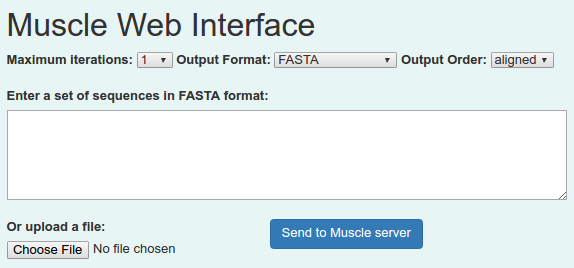 Muscle Web Interface
Maximum iterations: 1 Output Format: FASTA Output Order: aligned
Enter a set of sequences in FASTA format:
Or upload a file:
Send to Muscle server
Choose File No file chosen